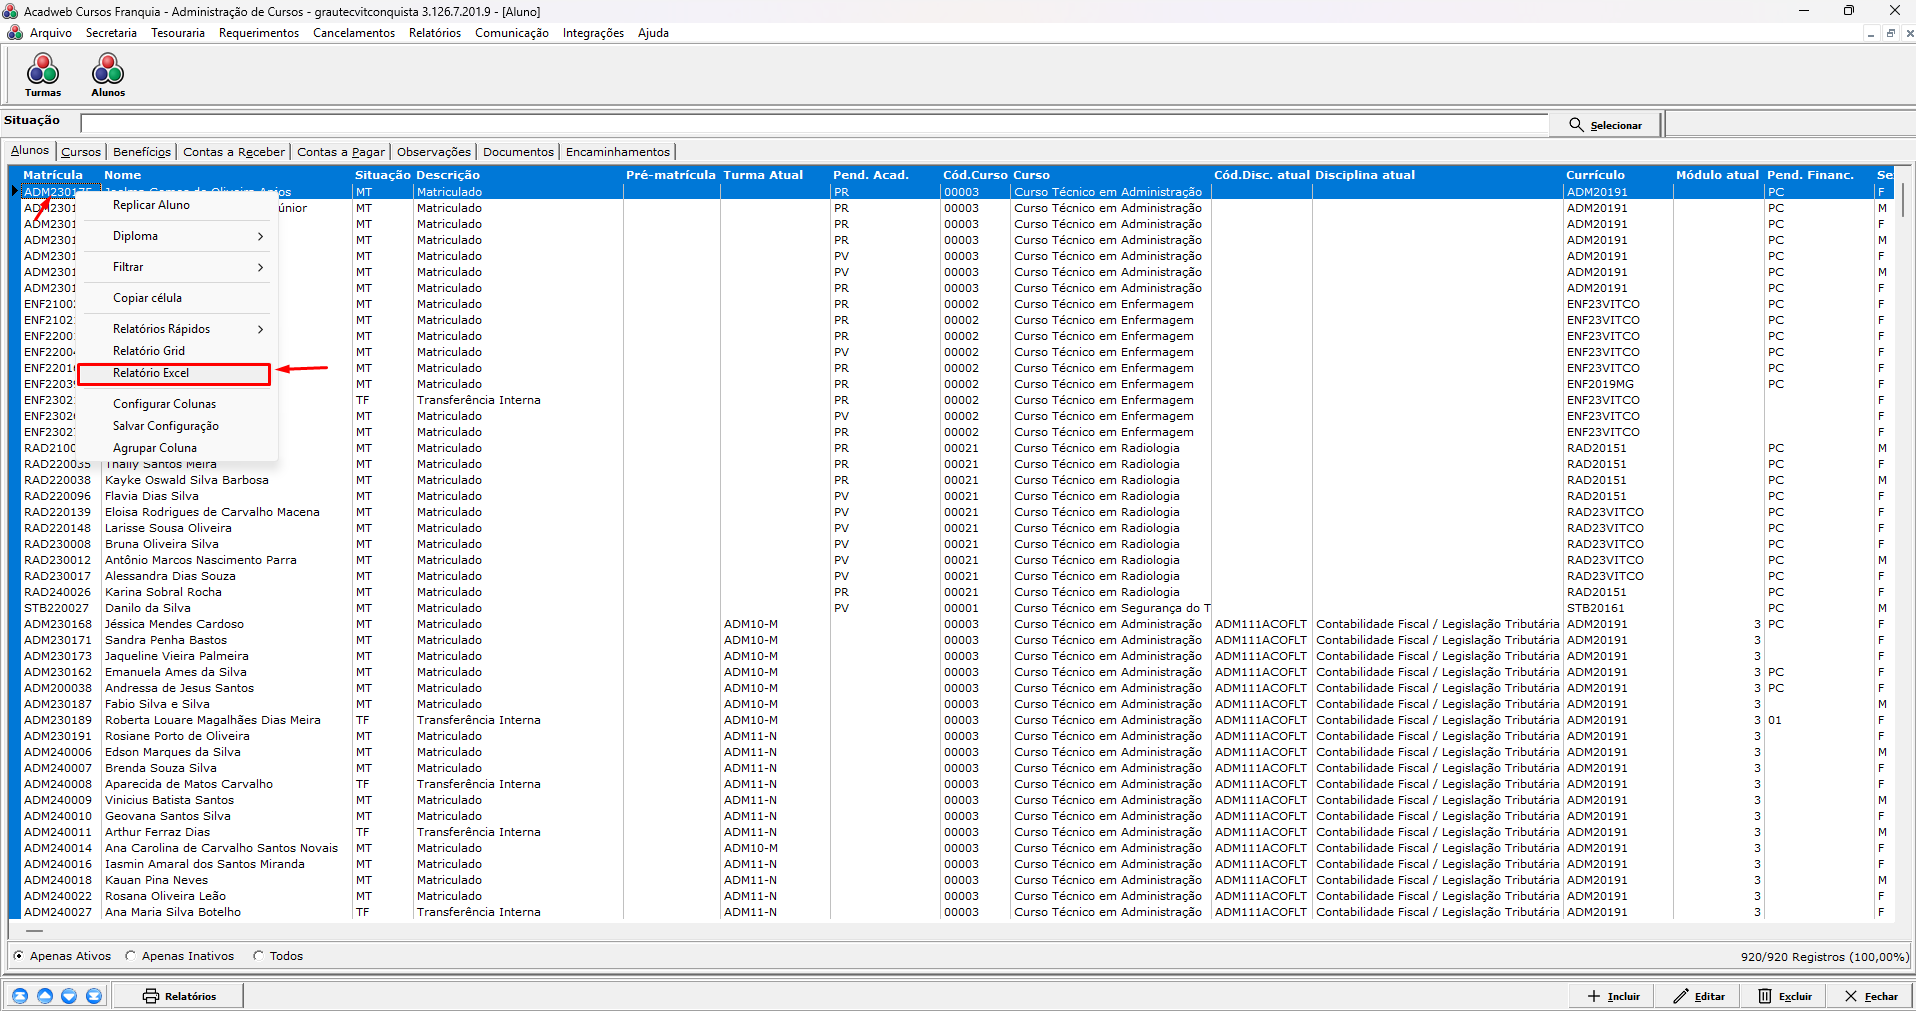 Acadweb Cursos Franquia - Administração de Cursos - grautecvitconquista 3.126.7.201.9 - [Aluno]
Arquivo Secretaria Tesouraria Requerimentos Cancelamentos Relatórios Comunicação Integrações Ajuda
Turmas Alunos
Situação Selecionar
Alunos Cursos Benefícios Contas a Receber Contas a Pagar Observações Documentos Encaminhamentos
Matrícula Nome Situação Descrição Pré-matrícula Turma Atual Pend. Acad. Cód.Curso Curso Cód.Disc. atual Disciplina atual Currículo Módulo atual Pend. Financ. Se
ADM230175 Joelma Gomes de Oliveira Anjos MT Matriculado PR 00003 Curso Técnico em Administração ADM20191 PC F
ADM2301 únior MT Matriculado PR 00003 Curso Técnico em Administração ADM20191 PC M
ADM2301 MT Matriculado PR 00003 Curso Técnico em Administração ADM20191 PC F
ADM2301 MT Matriculado PR 00003 Curso Técnico em Administração ADM20191 PC M
ADM2301 MT Matriculado PV 00003 Curso Técnico em Administração ADM20191 PC F
ADM2301 MT Matriculado PV 00003 Curso Técnico em Administração ADM20191 PC M
ADM2301 MT Matriculado PR 00003 Curso Técnico em Administração ADM20191 PC F
ENF2100 MT Matriculado PR 00002 Curso Técnico em Enfermagem ENF23VITCO PC F
ENF2102 MT Matriculado PR 00002 Curso Técnico em Enfermagem ENF23VITCO PC F
ENF2200 MT Matriculado PR 00002 Curso Técnico em Enfermagem ENF23VITCO PC F
ENF2200 MT Matriculado PV 00002 Curso Técnico em Enfermagem ENF23VITCO PC F
ENF2201 MT Matriculado PR 00002 Curso Técnico em Enfermagem ENF23VITCO PC F
ENF2203 MT Matriculado PR 00002 Curso Técnico em Enfermagem ENF2019MG PC F
ENF2302 TF Transferência Interna PR 00002 Curso Técnico em Enfermagem ENF23VITCO F
ENF2302 MT Matriculado PV 00002 Curso Técnico em Enfermagem ENF23VITCO F
ENF2302 MT Matriculado PR 00002 Curso Técnico em Enfermagem ENF23VITCO F
RAD2100 MT Matriculado PR 00021 Curso Técnico em Radiologia RAD20151 PC M
RAD220035 Thaily Santos Meira MT Matriculado PR 00021 Curso Técnico em Radiologia RAD20151 PC F
RAD220038 Kayke Oswald Silva Barbosa MT Matriculado PR 00021 Curso Técnico em Radiologia RAD20151 PC M
RAD220096 Flavia Dias Silva MT Matriculado PV 00021 Curso Técnico em Radiologia RAD20151 PC F
RAD220139 Eloisa Rodrigues de Carvalho Macena MT Matriculado PV 00021 Curso Técnico em Radiologia RAD23VITCO PC F
RAD220148 Larisse Sousa Oliveira MT Matriculado PV 00021 Curso Técnico em Radiologia RAD23VITCO PC F
RAD230008 Bruna Oliveira Silva MT Matriculado PV 00021 Curso Técnico em Radiologia RAD23VITCO PC F
RAD230012 Antônio Marcos Nascimento Parra MT Matriculado PV 00021 Curso Técnico em Radiologia RAD23VITCO PC M
RAD230017 Alessandra Dias Souza MT Matriculado PV 00021 Curso Técnico em Radiologia RAD23VITCO PC F
RAD240026 Karina Sobral Rocha MT Matriculado PR 00021 Curso Técnico em Radiologia RAD20151 PC F
STB220027 Danilo da Silva MT Matriculado PV 00001 Curso Técnico em Segurança do T STB20161 PC M
ADM230168 Jéssica Mendes Cardoso MT Matriculado ADM10-M 00003 Curso Técnico em Administração ADM111ACOFLT Contabilidade Fiscal / Legislação Tributária ADM20191 3 PC F
ADM230171 Sandra Penha Bastos MT Matriculado ADM10-M 00003 Curso Técnico em Administração ADM111ACOFLT Contabilidade Fiscal / Legislação Tributária ADM20191 3 F
ADM230173 Jaqueline Vieira Palmeira MT Matriculado ADM10-M 00003 Curso Técnico em Administração ADM111ACOFLT Contabilidade Fiscal / Legislação Tributária ADM20191 3 F
ADM230162 Emanuela Ames da Silva MT Matriculado ADM10-M 00003 Curso Técnico em Administração ADM111ACOFLT Contabilidade Fiscal / Legislação Tributária ADM20191 3 PC F
ADM200038 Andressa de Jesus Santos MT Matriculado ADM10-M 00003 Curso Técnico em Administração ADM111ACOFLT Contabilidade Fiscal / Legislação Tributária ADM20191 3 PC F
ADM230187 Fabio Silva e Silva MT Matriculado ADM10-M 00003 Curso Técnico em Administração ADM111ACOFLT Contabilidade Fiscal / Legislação Tributária ADM20191 3 M
ADM230189 Roberta Louare Magalhães Dias Meira TF Transferência Interna ADM10-M 00003 Curso Técnico em Administração ADM111ACOFLT Contabilidade Fiscal / Legislação Tributária ADM20191 3 01 F
ADM230191 Rosiane Porto de Oliveira MT Matriculado ADM11-N 00003 Curso Técnico em Administração ADM111ACOFLT Contabilidade Fiscal / Legislação Tributária ADM20191 3 F
ADM240006 Edson Marques da Silva MT Matriculado ADM11-N 00003 Curso Técnico em Administração ADM111ACOFLT Contabilidade Fiscal / Legislação Tributária ADM20191 3 M
ADM240007 Brenda Souza Silva MT Matriculado ADM11-N 00003 Curso Técnico em Administração ADM111ACOFLT Contabilidade Fiscal / Legislação Tributária ADM20191 3 F
ADM240008 Aparecida de Matos Carvalho TF Transferência Interna ADM11-N 00003 Curso Técnico em Administração ADM111ACOFLT Contabilidade Fiscal / Legislação Tributária ADM20191 3 F
ADM240009 Vinicius Batista Santos MT Matriculado ADM11-N 00003 Curso Técnico em Administração ADM111ACOFLT Contabilidade Fiscal / Legislação Tributária ADM20191 3 M
ADM240010 Geovana Santos Silva MT Matriculado ADM11-N 00003 Curso Técnico em Administração ADM111ACOFLT Contabilidade Fiscal / Legislação Tributária ADM20191 3 F
ADM240011 Arthur Ferraz Dias TF Transferência Interna ADM11-N 00003 Curso Técnico em Administração ADM111ACOFLT Contabilidade Fiscal / Legislação Tributária ADM20191 3 M
ADM240014 Ana Carolina de Carvalho Santos Novais MT Matriculado ADM10-M 00003 Curso Técnico em Administração ADM111ACOFLT Contabilidade Fiscal / Legislação Tributária ADM20191 3 F
ADM240016 Iasmin Amaral dos Santos Miranda MT Matriculado ADM11-N 00003 Curso Técnico em Administração ADM111ACOFLT Contabilidade Fiscal / Legislação Tributária ADM20191 3 F
ADM240018 Kauan Pina Neves MT Matriculado ADM11-N 00003 Curso Técnico em Administração ADM111ACOFLT Contabilidade Fiscal / Legislação Tributária ADM20191 3 M
ADM240022 Rosana Oliveira Leão MT Matriculado ADM11-N 00003 Curso Técnico em Administração ADM111ACOFLT Contabilidade Fiscal / Legislação Tributária ADM20191 3 F
ADM240027 Ana Maria Silva Botelho TF Transferência Interna ADM11-N 00003 Curso Técnico em Administração ADM111ACOFLT Contabilidade Fiscal / Legislação Tributária ADM20191 3 F
Replicar Aluno
Diploma
Filtrar
Copiar célula
Relatórios Rápidos
Relatório Grid
Relatório Excel
Configurar Colunas
Salvar Configuração
Agrupar Coluna
Apenas Ativos Apenas Inativos Todos 920/920 Registros (100,00%)
Relatórios Incluir Editar Excluir Fechar